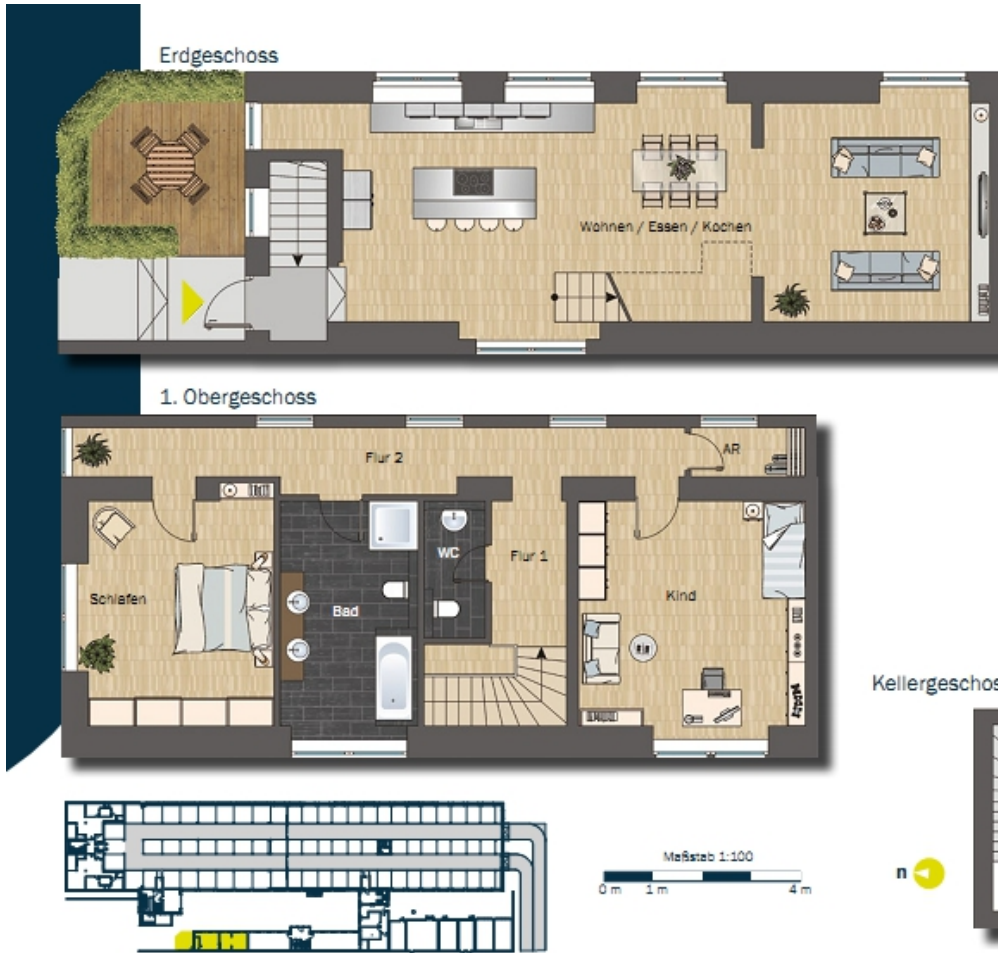 Erdgeschoss
Wohnen / Essen / Kochen
1. Obergeschoss
Flur 2
AR
WC
Flur 1
Schlafen
Bad
Kind
Kellergeschos
Maßstab 1:100
0 m 1 m 4 m
n